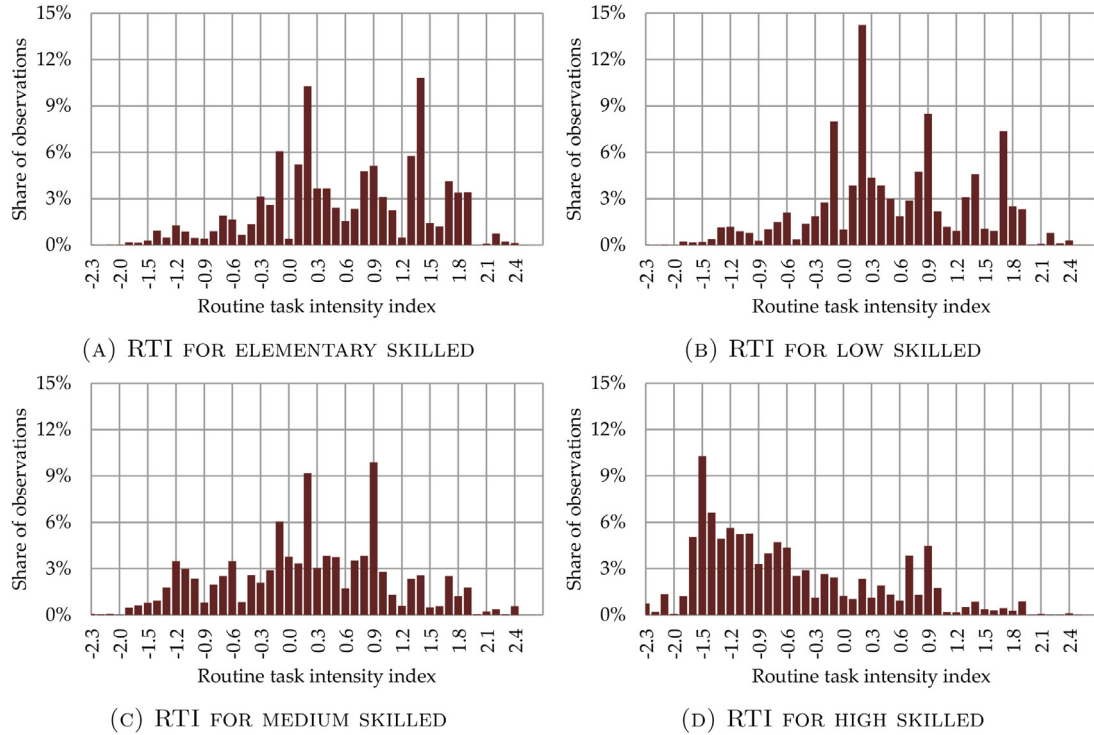 15%
12%
9%
6%
3%
0%
Share of observations
-2.3 -2.0 -1.5 -1.2 -0.9 -0.6 -0.3 0.0 0.3 0.6 0.9 1.2 1.5 1.8 2.1 2.4
Routine task intensity index
(A) RTI FOR ELEMENTARY SKILLED
15%
12%
9%
6%
3%
0%
Share of observations
-2.3 -2.0 -1.5 -1.2 -0.9 -0.6 -0.3 0.0 0.3 0.6 0.9 1.2 1.5 1.8 2.1 2.4
Routine task intensity index
(B) RTI FOR LOW SKILLED
15%
12%
9%
6%
3%
0%
Share of observations
-2.3 -2.0 -1.5 -1.2 -0.9 -0.6 -0.3 0.0 0.3 0.6 0.9 1.2 1.5 1.8 2.1 2.4
Routine task intensity index
(C) RTI FOR MEDIUM SKILLED
15%
12%
9%
6%
3%
0%
Share of observations
-2.3 -2.0 -1.5 -1.2 -0.9 -0.6 -0.3 0.0 0.3 0.6 0.9 1.2 1.5 1.8 2.1 2.4
Routine task intensity index
(D) RTI FOR HIGH SKILLED